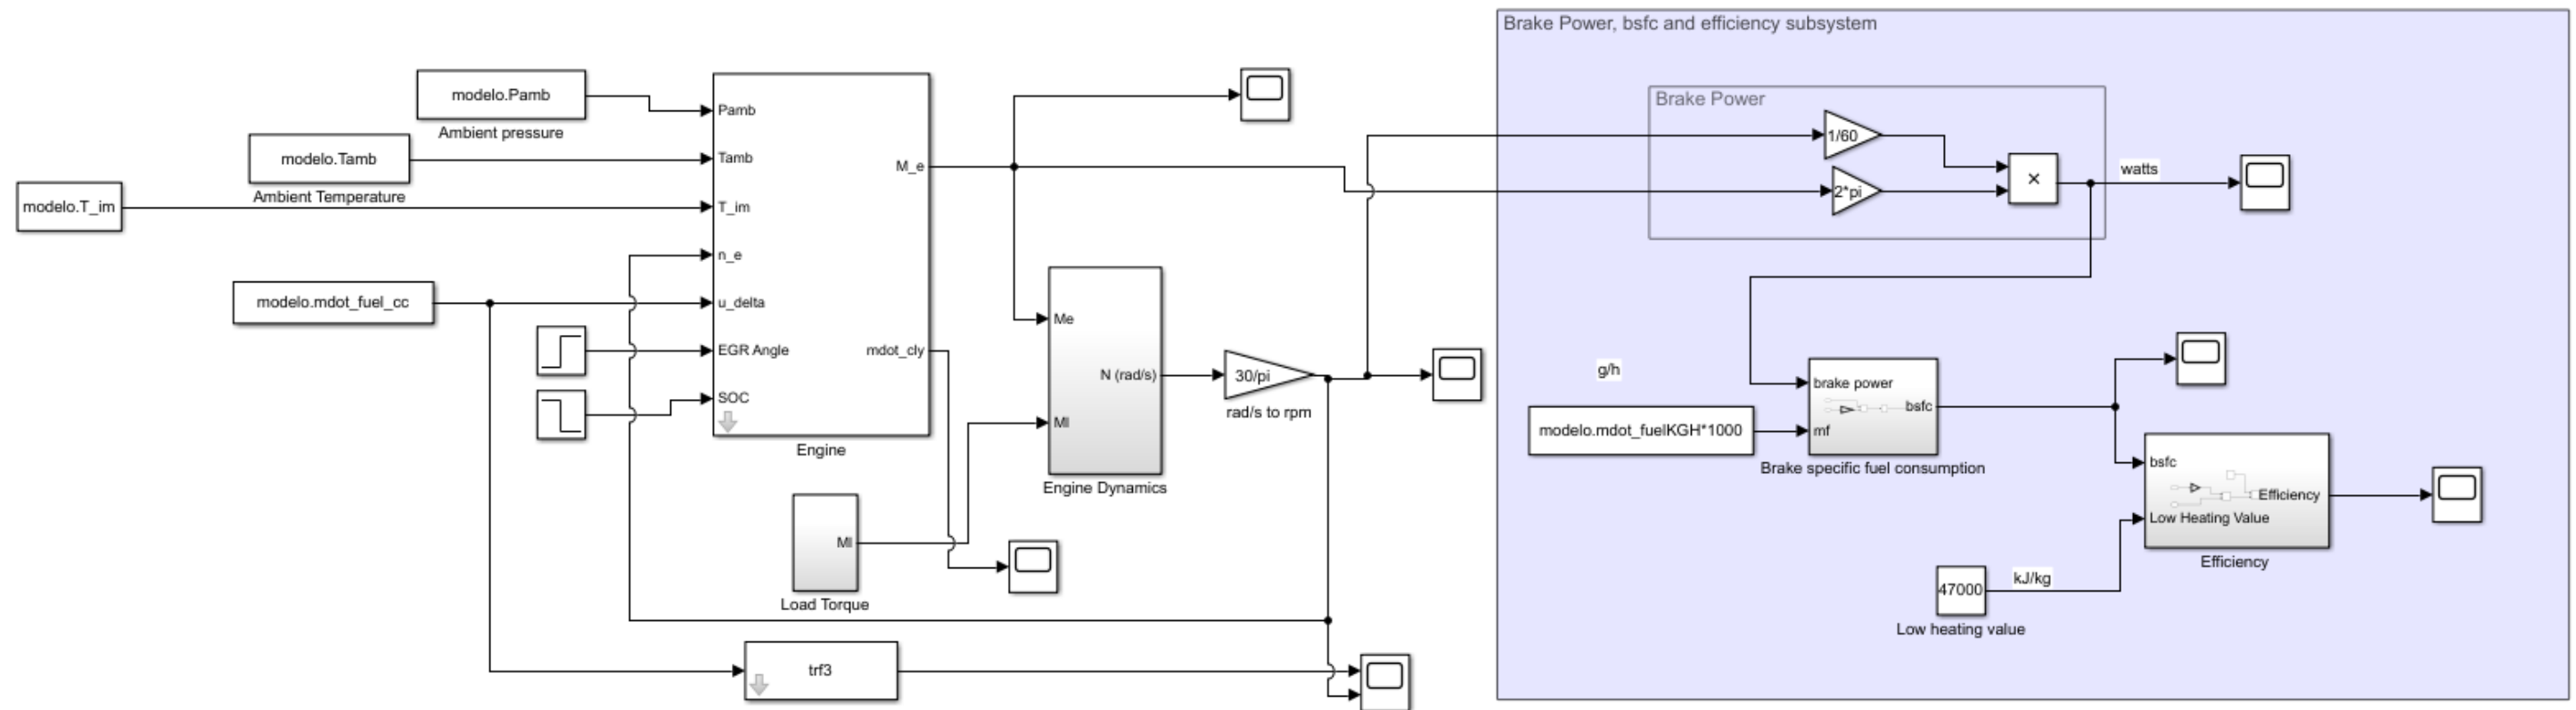 Brake Power, bsfc and efficiency subsystem
modelo.Pamb
Ambient pressure
modelo.Tamb
Ambient Temperature
modelo.T_im
modelo.mdot_fuel_cc
Pamb
Tamb
T_im
n_e
u_delta
EGR Angle
SOC
M_e
mdot_cly
Engine
Me
Ml
N (rad/s)
Engine Dynamics
30/pi
rad/s to rpm
Ml
Load Torque
trf3
Brake Power
1/60
2*pi
×
watts
g/h
modelo.mdot_fuelKGH*1000
brake power
mf
bsfc
Brake specific fuel consumption
bsfc
Low Heating Value
Efficiency
Efficiency
47000
kJ/kg
Low heating value